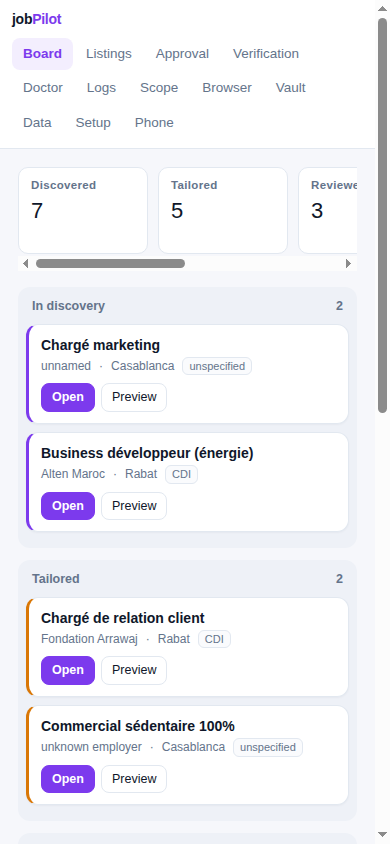 jobPilot
Board Listings Approval Verification
Doctor Logs Scope Browser Vault
Data Setup Phone
Discovered Tailored Reviewe
7 5 3
In discovery 2
Chargé marketing
unnamed · Casablanca unspecified
Open Preview
Business développeur (énergie)
Alten Maroc · Rabat CDI
Open Preview
Tailored 2
Chargé de relation client
Fondation Arrawaj · Rabat CDI
Open Preview
Commercial sédentaire 100%
unknown employer · Casablanca unspecified
Open Preview